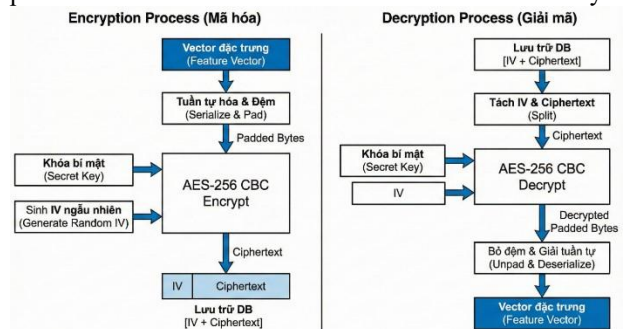 Encryption Process (Mã hóa)
Vector đặc trưng
(Feature Vector)
Tuần tự hóa & Đệm
(Serialize & Pad)
Padded Bytes
Khóa bí mật
(Secret Key)
AES-256 CBC
Encrypt
Sinh IV ngẫu nhiên
(Generate Random IV)
Ciphertext
IV
Ciphertext
Lưu trữ DB
[IV + Ciphertext]
Decryption Process (Giải mã)
Lưu trữ DB
[IV + Ciphertext]
Tách IV & Ciphertext
(Split)
Ciphertext
Khóa bí mật
(Secret Key)
IV
AES-256 CBC
Decrypt
Decrypted
Padded Bytes
Bỏ đệm & Giải tuần tự
(Unpad & Deserialize)
Vector đặc trưng
(Feature Vector)